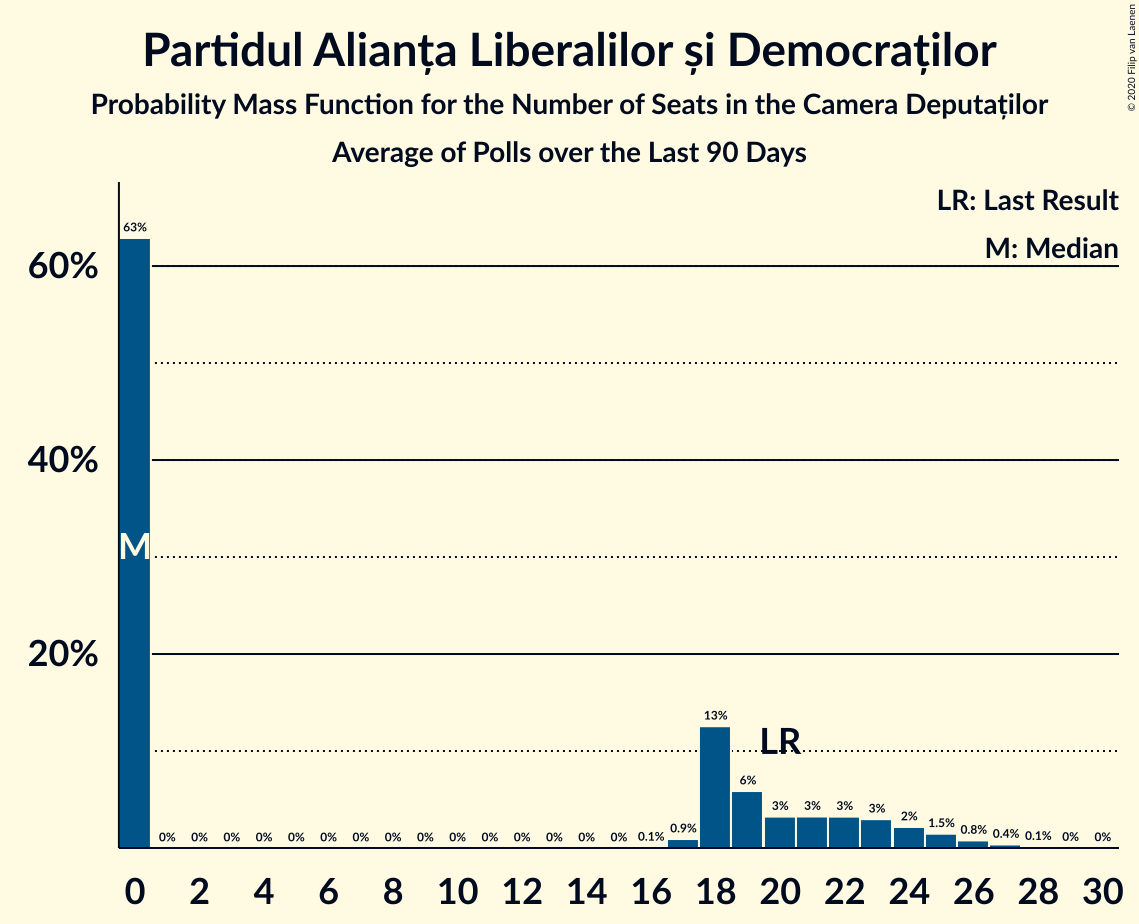 Partidul Alianța Liberalilor și Democraților
Probability Mass Function for the Number of Seats in the Camera Deputaților
Average of Polls over the Last 90 Days
© 2020 Filip van Laenen
LR: Last Result
M: Median
60%
40%
20%
63%
M
0% 0% 0% 0% 0% 0% 0% 0% 0% 0% 0% 0% 0% 0% 0% 0.1% 0.9% 13% 6% 3% 3% 3% 3% 2% 1.5% 0.8% 0.4% 0.1% 0% 0%
LR
0 2 4 6 8 10 12 14 16 18 20 22 24 26 28 30